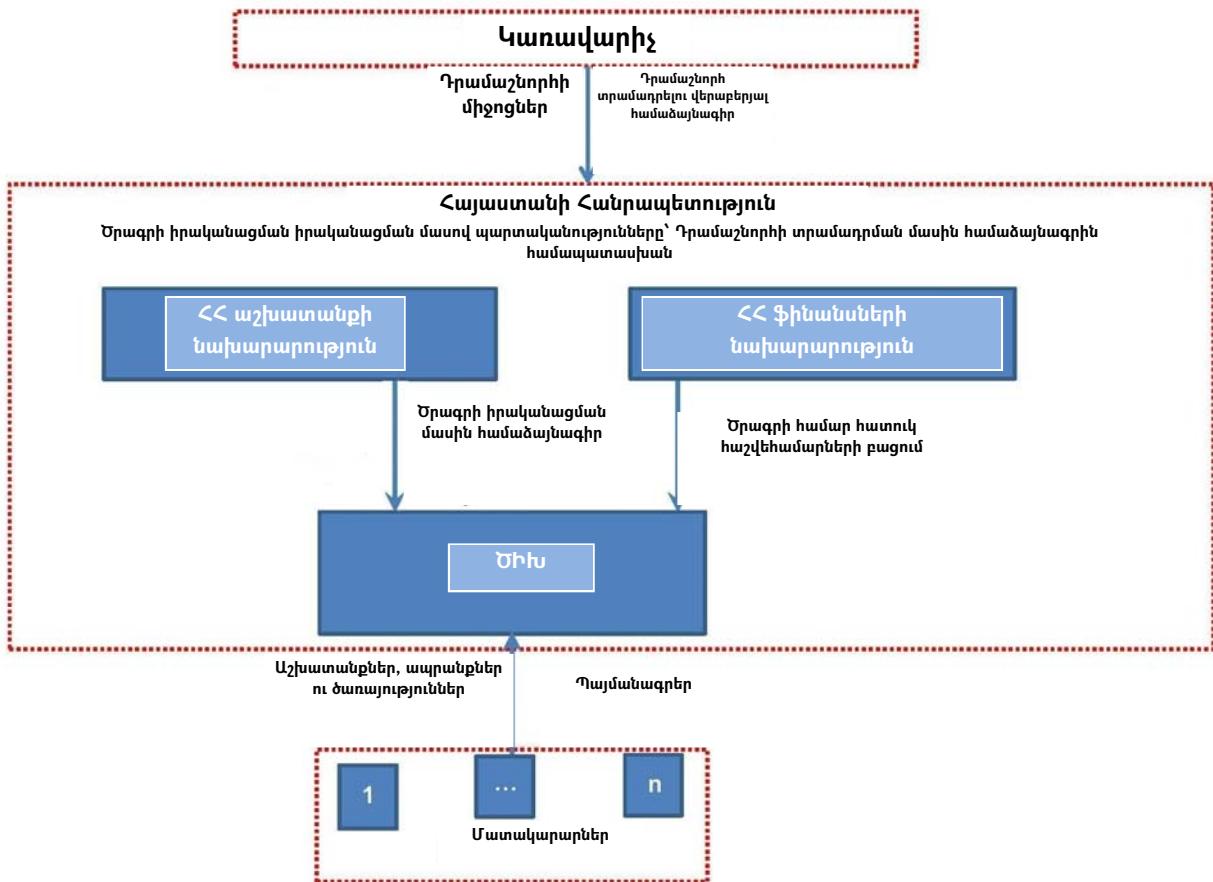 Կառավարիչ
Դրամաշնորհի
միջոցներ
Դրամաշնորհ
տրամադրելու վերաբերյալ
համաձայնագիր
Հայաստանի Հանրապետություն
Ծրագրի իրականացման իրականացման մասով պարտականությունները՝ Դրամաշնորհի տրամադրման մասին համաձայնագրին
համապատասխան
ՀՀ աշխատանքի
նախարարություն
ՀՀ ֆինանսների
նախարարություն
Ծրագրի իրականացման
մասին համաձայնագիր
Ծրագրի համար հատուկ
հաշվեհամարների բացում
ԾԻԽ
Աշխատանքներ, ապրանքներ
ու ծառայություններ
Պայմանագրեր
1
...
n
Մատակարարներ